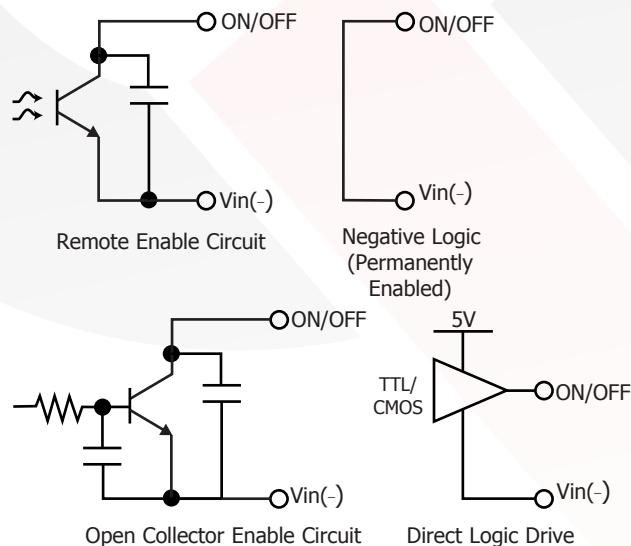 ON/OFF
Vin(-)
Remote Enable Circuit
ON/OFF
Vin(-)
Negative Logic
(Permanently
Enabled)
ON/OFF
Vin(-)
Open Collector Enable Circuit
5V
TTL/
CMOS
ON/OFF
Vin(-)
Direct Logic Drive